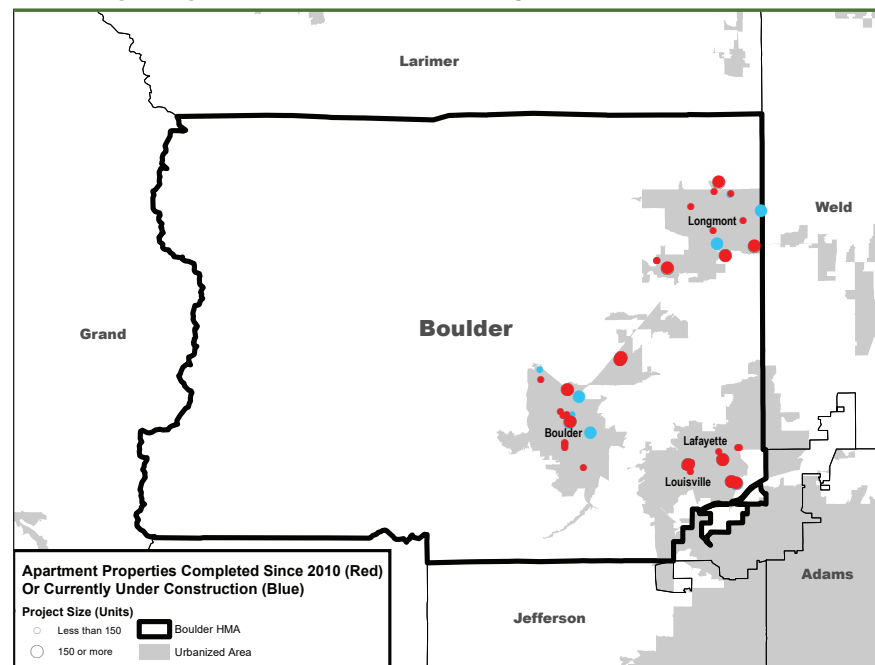 Larimer
Weld
Longmont
Boulder
Grand
Boulder
Lafayette
Louisville
Adams
Jefferson
Apartment Properties Completed Since 2010 (Red)
Or Currently Under Construction (Blue)
Project Size (Units)
Less than 150
Boulder HMA
150 or more
Urbanized Area